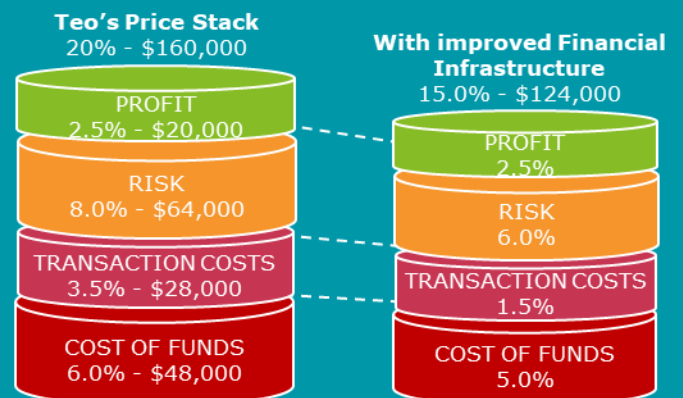 Teo's Price Stack
20% - $160,000
PROFIT
2.5% - $20,000
RISK
8.0% - $64,000
TRANSACTION COSTS
3.5% - $28,000
COST OF FUNDS
6.0% - $48,000
With improved Financial
Infrastructure
15.0% - $124,000
PROFIT
2.5%
RISK
6.0%
TRANSACTION COSTS
1.5%
COST OF FUNDS
5.0%